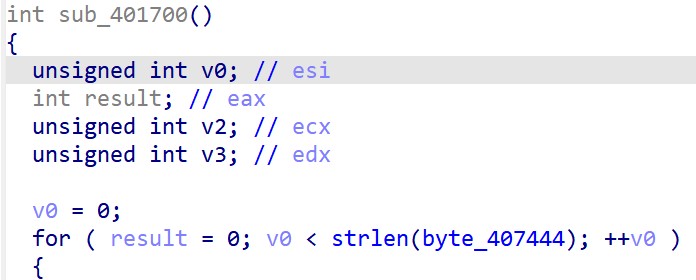 int sub_401700()
{
unsigned int v0; // esi
int result; // eax
unsigned int v2; // ecx
unsigned int v3; // edx
v0 = 0;
for ( result = 0; v0 < strlen(byte_407444); ++v0 )
{